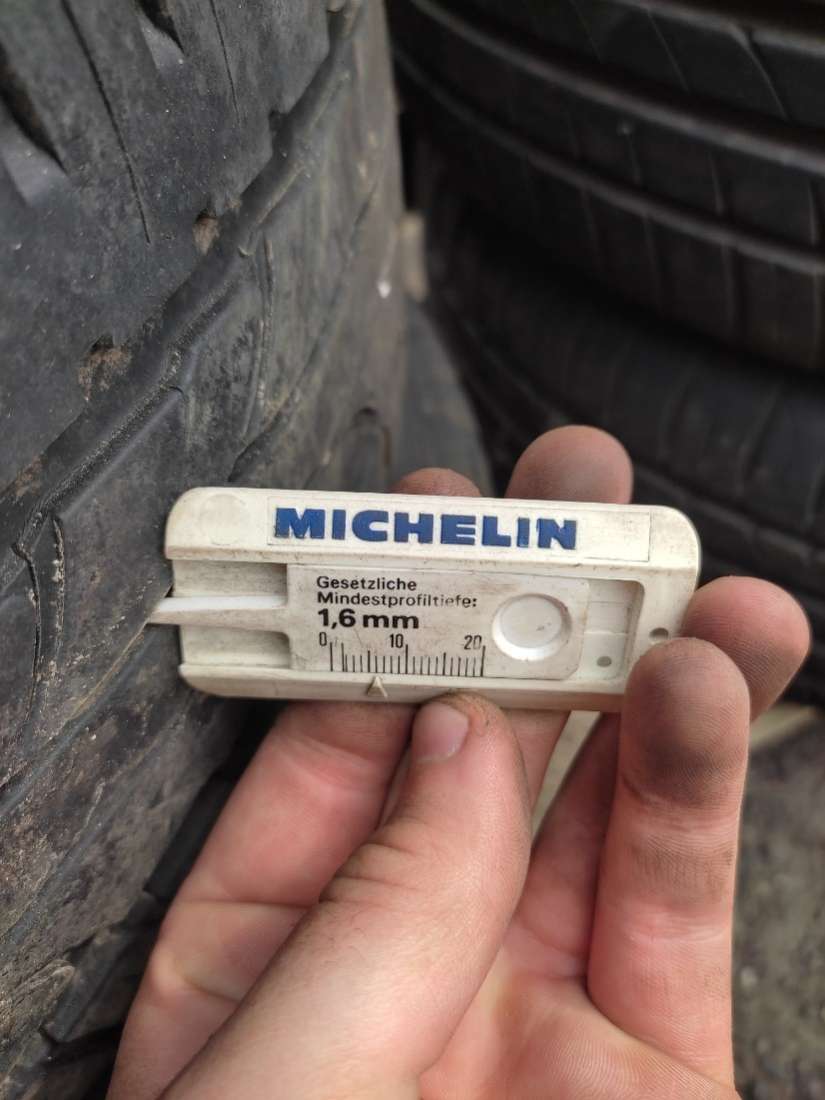 MICHELIN
Gesetzliche
Mindestprofiltiefe:
1,6 mm
0 10 20